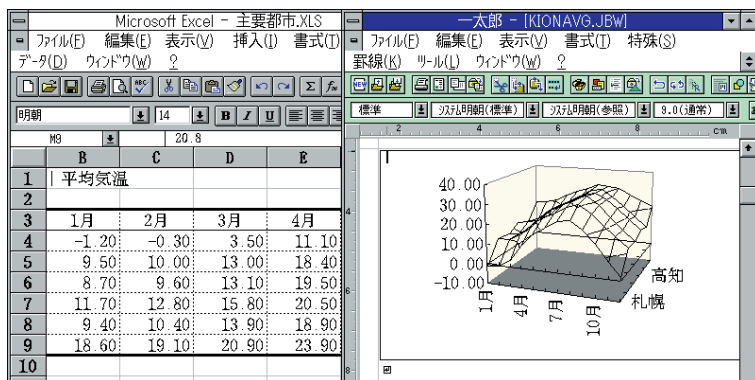 Microsoft Excel - 主要都市.XLS
ファイル(F) 編集(E) 表示(V) 挿入(I) 書式(T)
データ(D) ウィンドウ(W) ?
明朝 14 B I U
M9 20.8
B C D E
1 平均気温
2
3 1月 2月 3月 4月
4 -1.20 -0.30 3.50 11.10
5 9.50 10.00 13.00 18.40
6 8.70 9.60 13.10 19.50
7 11.70 12.80 15.80 20.50
8 9.40 10.40 13.90 18.90
9 18.60 19.10 20.90 23.90
10
一太郎 - [KIONAVG.JBW]
ファイル(F) 編集(E) 表示(V) 書式(T) 特殊(S)
罫線(K) ツール(L) ウィンドウ(W) ?
標準 システム明朝(標準) システム明朝(参照) 9.0(通常)
2 4 6 8 cm
4
6
8
40.00
30.00
20.00
10.00
0.00
-10.00
高知
札幌
1月 4月 7月 10月